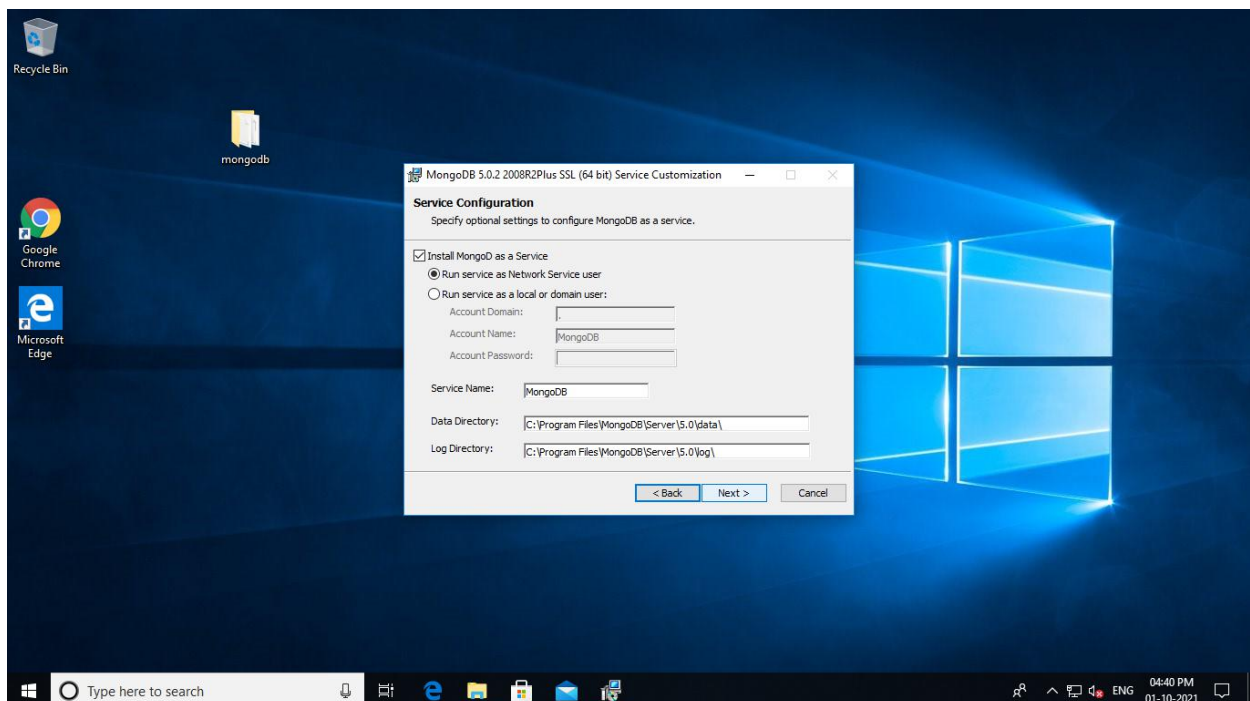 Recycle Bin
mongodb
Google
Chrome
Microsoft
Edge
MongoDB 5.0.2 2008R2Plus SSL (64 bit) Service Customization
Service Configuration
Specify optional settings to configure MongoDB as a service.
Install MongoD as a Service
Run service as Network Service user
Run service as a local or domain user:
Account Domain: .
Account Name: MongoDB
Account Password:
Service Name: MongoDB
Data Directory: C:\Program Files\MongoDB\Server\5.0\data\
Log Directory: C:\Program Files\MongoDB\Server\5.0\log\
< Back Next > Cancel
Type here to search
ENG
04:40 PM
01-10-2021